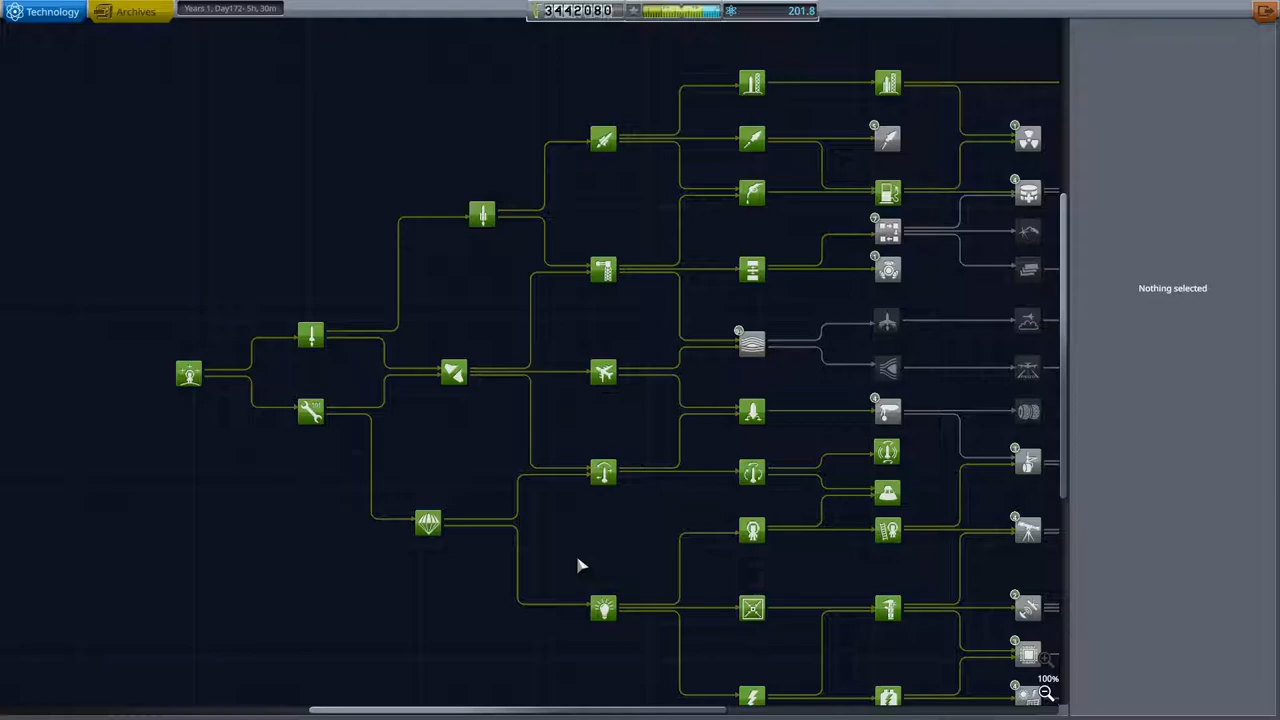 Technology
Archives
Years 1, Day172- 5h, 30m
3442080
201.8
Nothing selected
100%